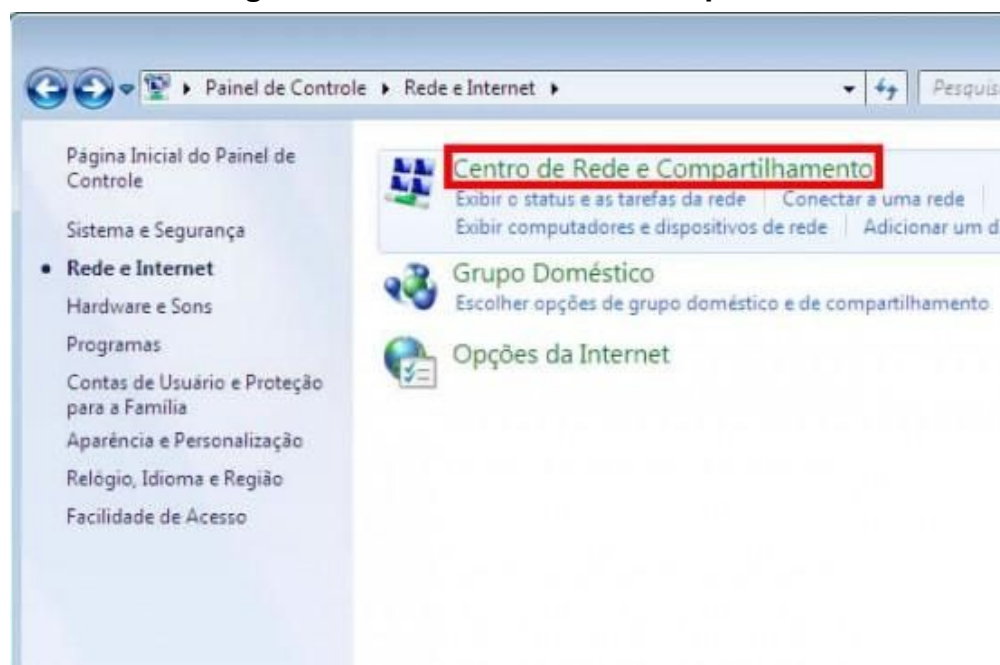 Painel de Controle ▸ Rede e Internet ▸
Página Inicial do Painel de
Controle
Sistema e Segurança
Rede e Internet
Hardware e Sons
Programas
Contas de Usuário e Proteção
para a Família
Aparência e Personalização
Relógio, Idioma e Região
Facilidade de Acesso
Centro de Rede e Compartilhamento
Exibir o status e as tarefas da rede Conectar a uma rede
Exibir computadores e dispositivos de rede Adicionar um d
Grupo Doméstico
Escolher opções de grupo doméstico e de compartilhamento
Opções da Internet